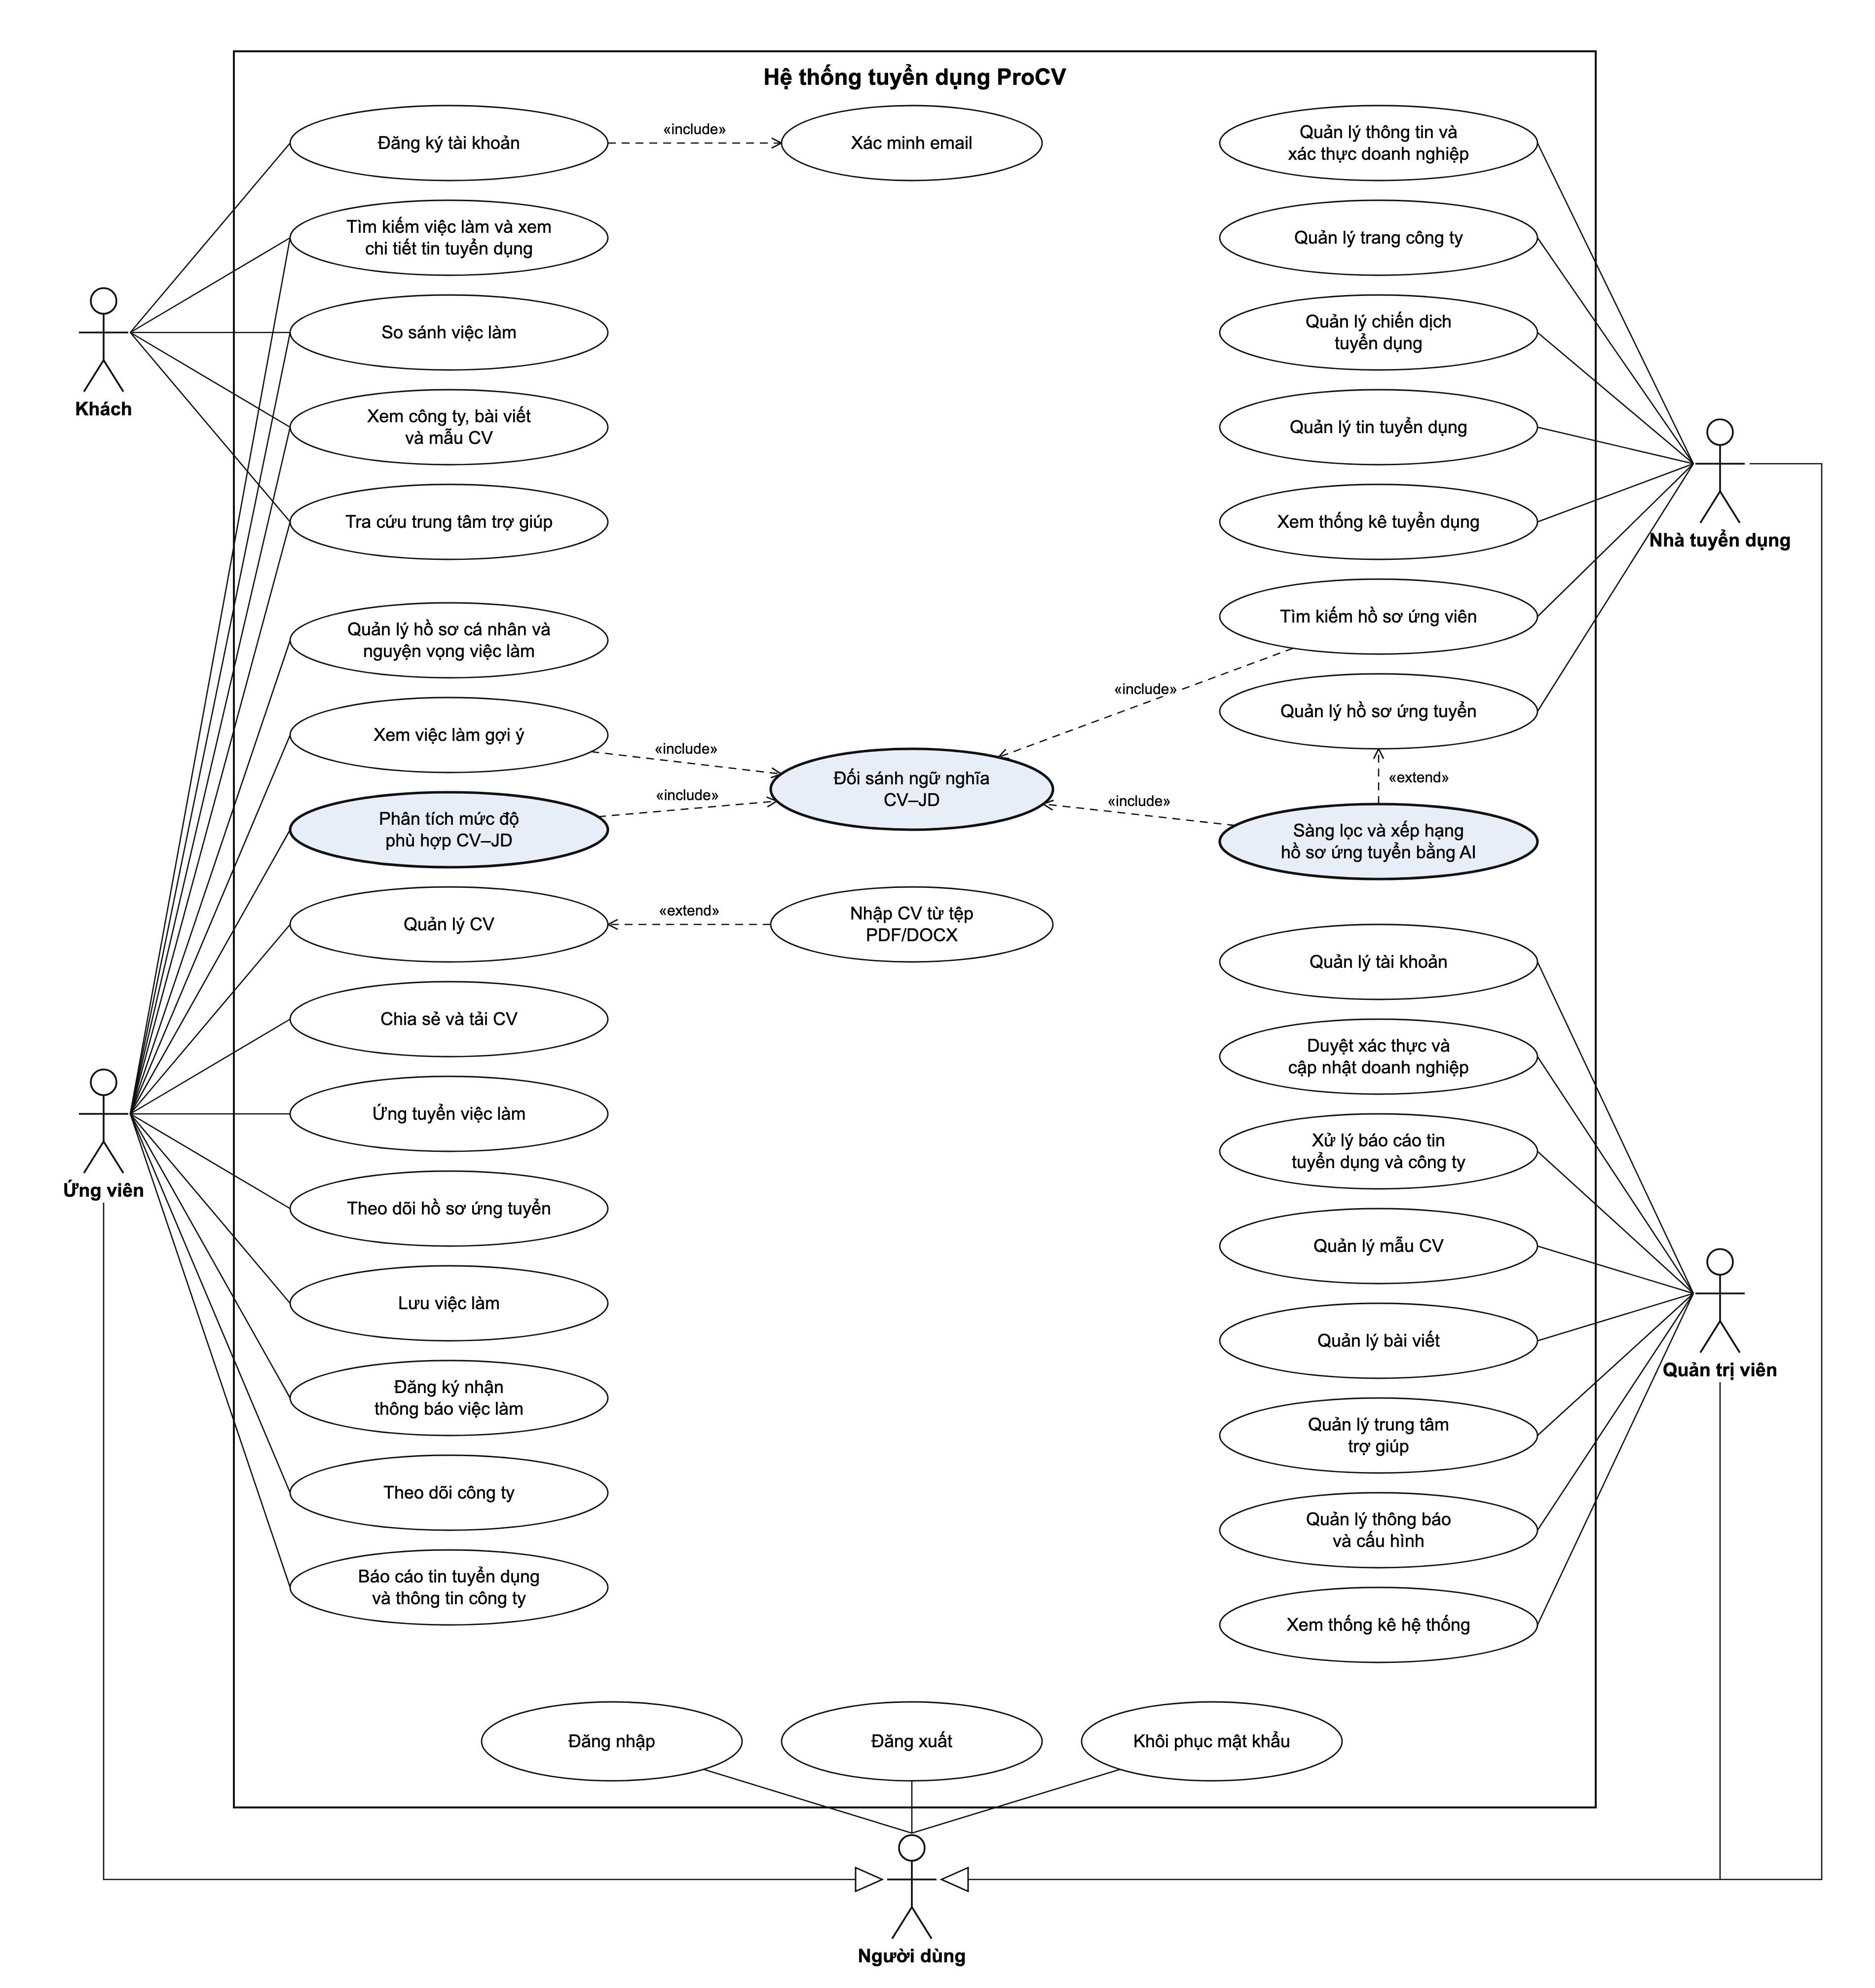 Hệ thống tuyển dụng ProCV
Đăng ký tài khoản
«include»
Xác minh email
Quản lý thông tin và
xác thực doanh nghiệp
Tìm kiếm việc làm và xem
chi tiết tin tuyển dụng
Quản lý trang công ty
So sánh việc làm
Quản lý chiến dịch
tuyển dụng
Khách
Xem công ty, bài viết
và mẫu CV
Quản lý tin tuyển dụng
Tra cứu trung tâm trợ giúp
Xem thống kê tuyển dụng
Nhà tuyển dụng
Quản lý hồ sơ cá nhân và
nguyện vọng việc làm
Tìm kiếm hồ sơ ứng viên
«include»
Xem việc làm gợi ý
«include»
Quản lý hồ sơ ứng tuyển
Đối sánh ngữ nghĩa
CV–JD
«extend»
Phân tích mức độ
phù hợp CV–JD
«include»
«include»
Sàng lọc và xếp hạng
hồ sơ ứng tuyển bằng AI
Quản lý CV
«extend»
Nhập CV từ tệp
PDF/DOCX
Quản lý tài khoản
Chia sẻ và tải CV
Duyệt xác thực và
cập nhật doanh nghiệp
Ứng tuyển việc làm
Xử lý báo cáo tin
tuyển dụng và công ty
Ứng viên
Theo dõi hồ sơ ứng tuyển
Quản lý mẫu CV
Lưu việc làm
Quản lý bài viết
Quản trị viên
Đăng ký nhận
thông báo việc làm
Quản lý trung tâm
trợ giúp
Theo dõi công ty
Quản lý thông báo
và cấu hình
Báo cáo tin tuyển dụng
và thông tin công ty
Xem thống kê hệ thống
Đăng nhập
Đăng xuất
Khôi phục mật khẩu
Người dùng